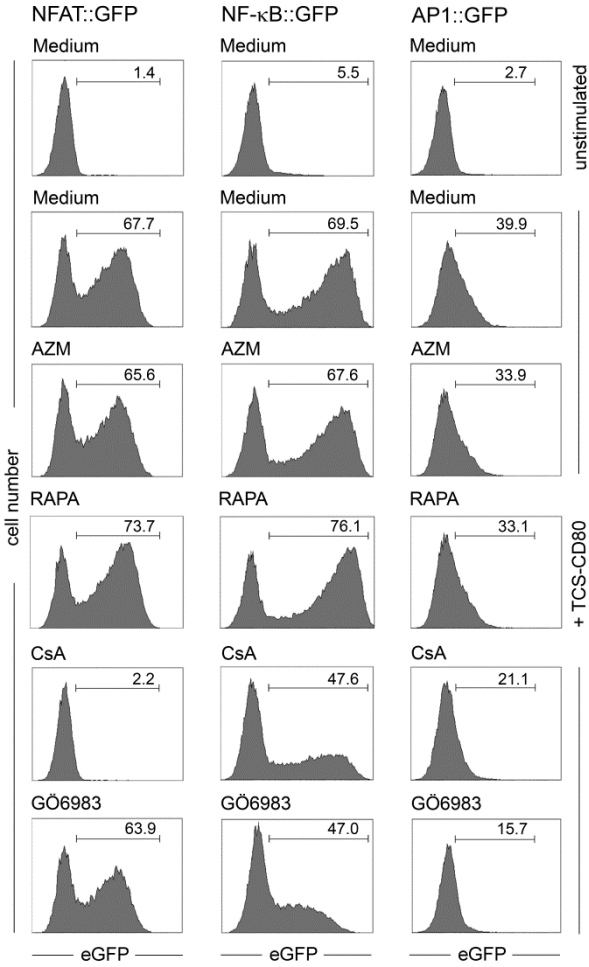 NFAT::GFP NF-κB::GFP AP1::GFP
Medium Medium Medium
1.4 5.5 2.7
unstimulated
Medium Medium Medium
67.7 69.5 39.9
AZM AZM AZM
65.6 67.6 33.9
cell number
RAPA RAPA RAPA
73.7 76.1 33.1
+ TCS-CD80
CsA CsA CsA
2.2 47.6 21.1
GÖ6983 GÖ6983 GÖ6983
63.9 47.0 15.7
eGFP eGFP eGFP